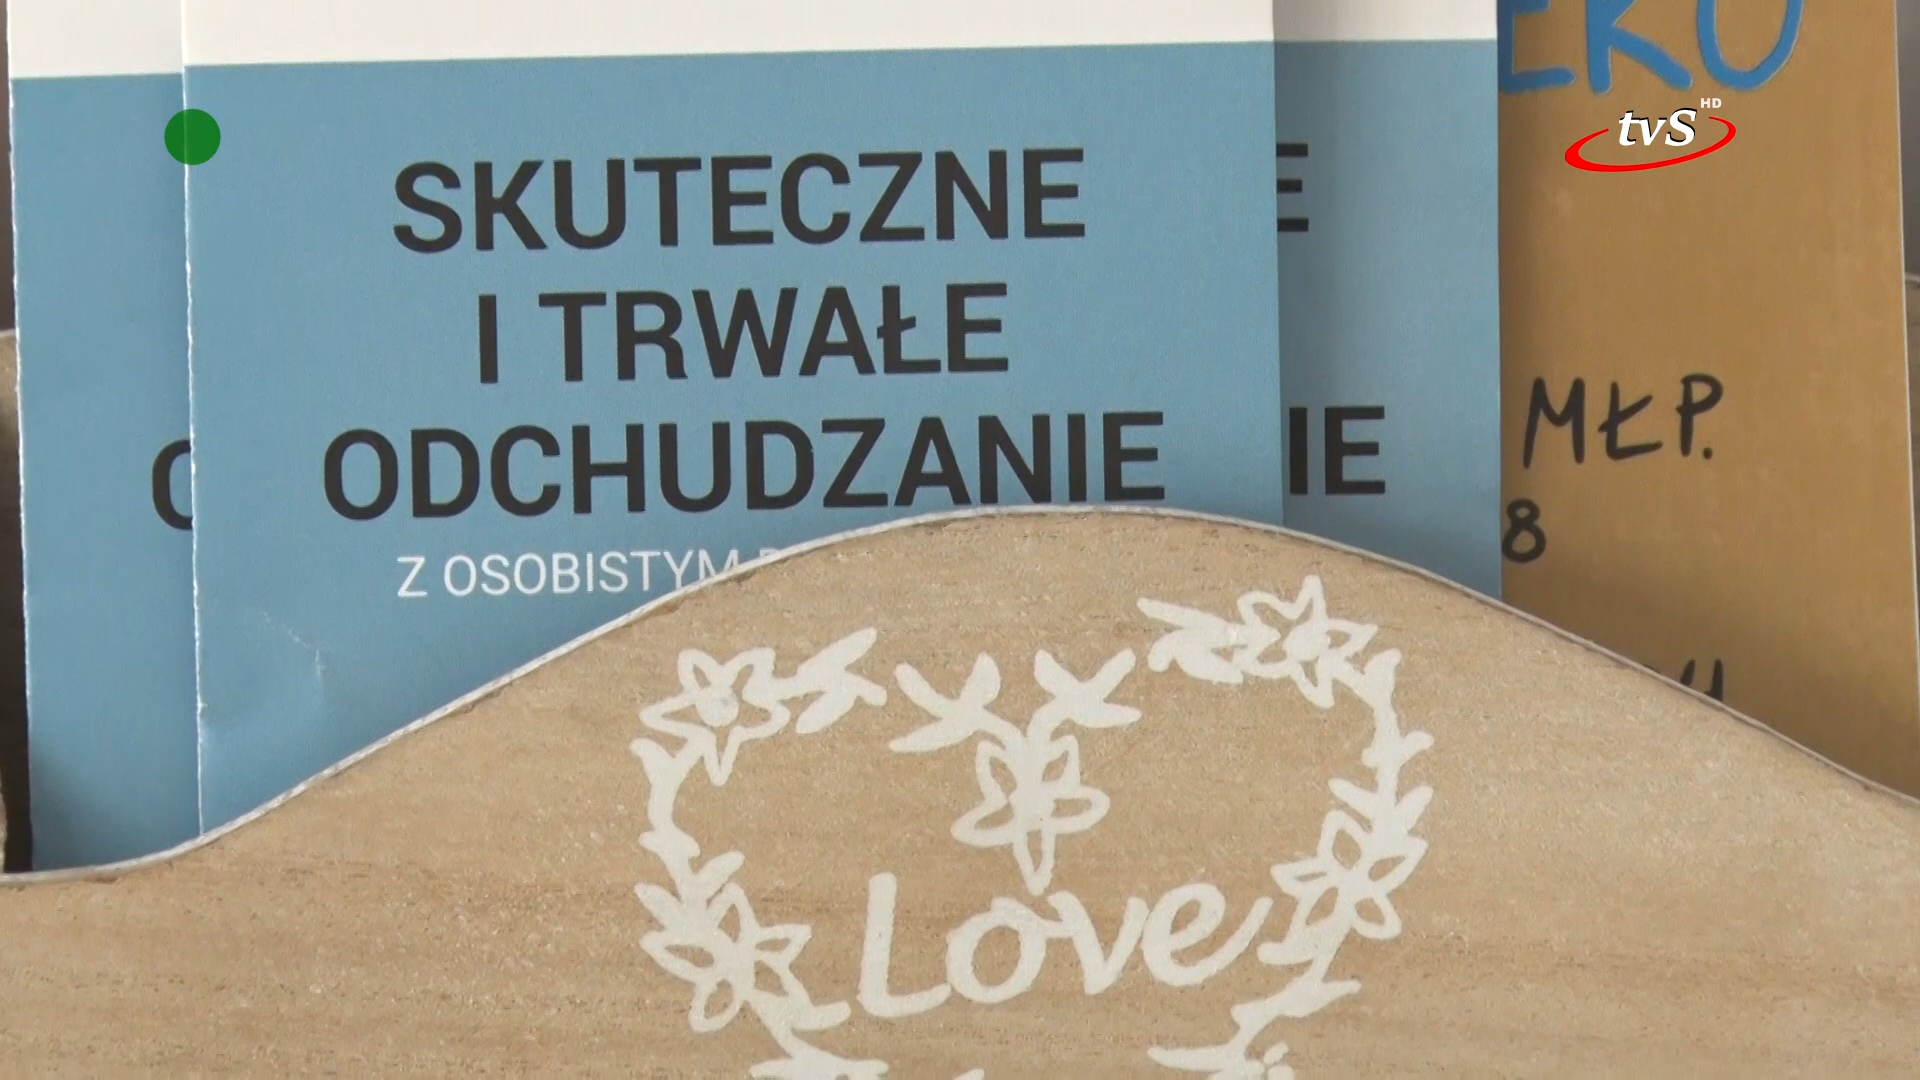 SKUTECZNE
I TRWAŁE
ODCHUDZANIE
Z OSOBISTYM
EKO
tvS HD
MŁP.
8
Love